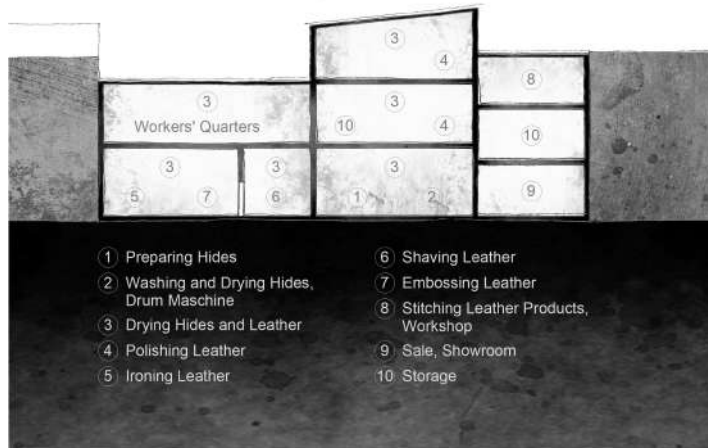 3
4
3
8
Workers' Quarters
3
10
4
10
3
5
7
3
6
3
1
2
9
1 Preparing Hides
2 Washing and Drying Hides,
Drum Maschine
3 Drying Hides and Leather
4 Polishing Leather
5 Ironing Leather
6 Shaving Leather
7 Embossing Leather
8 Stitching Leather Products,
Workshop
9 Sale, Showroom
10 Storage